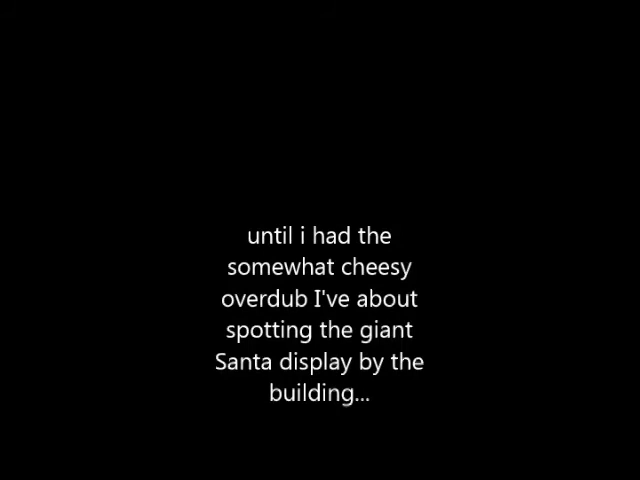 until i had the
somewhat cheesy
overdub I've about
spotting the giant
Santa display by the
building...